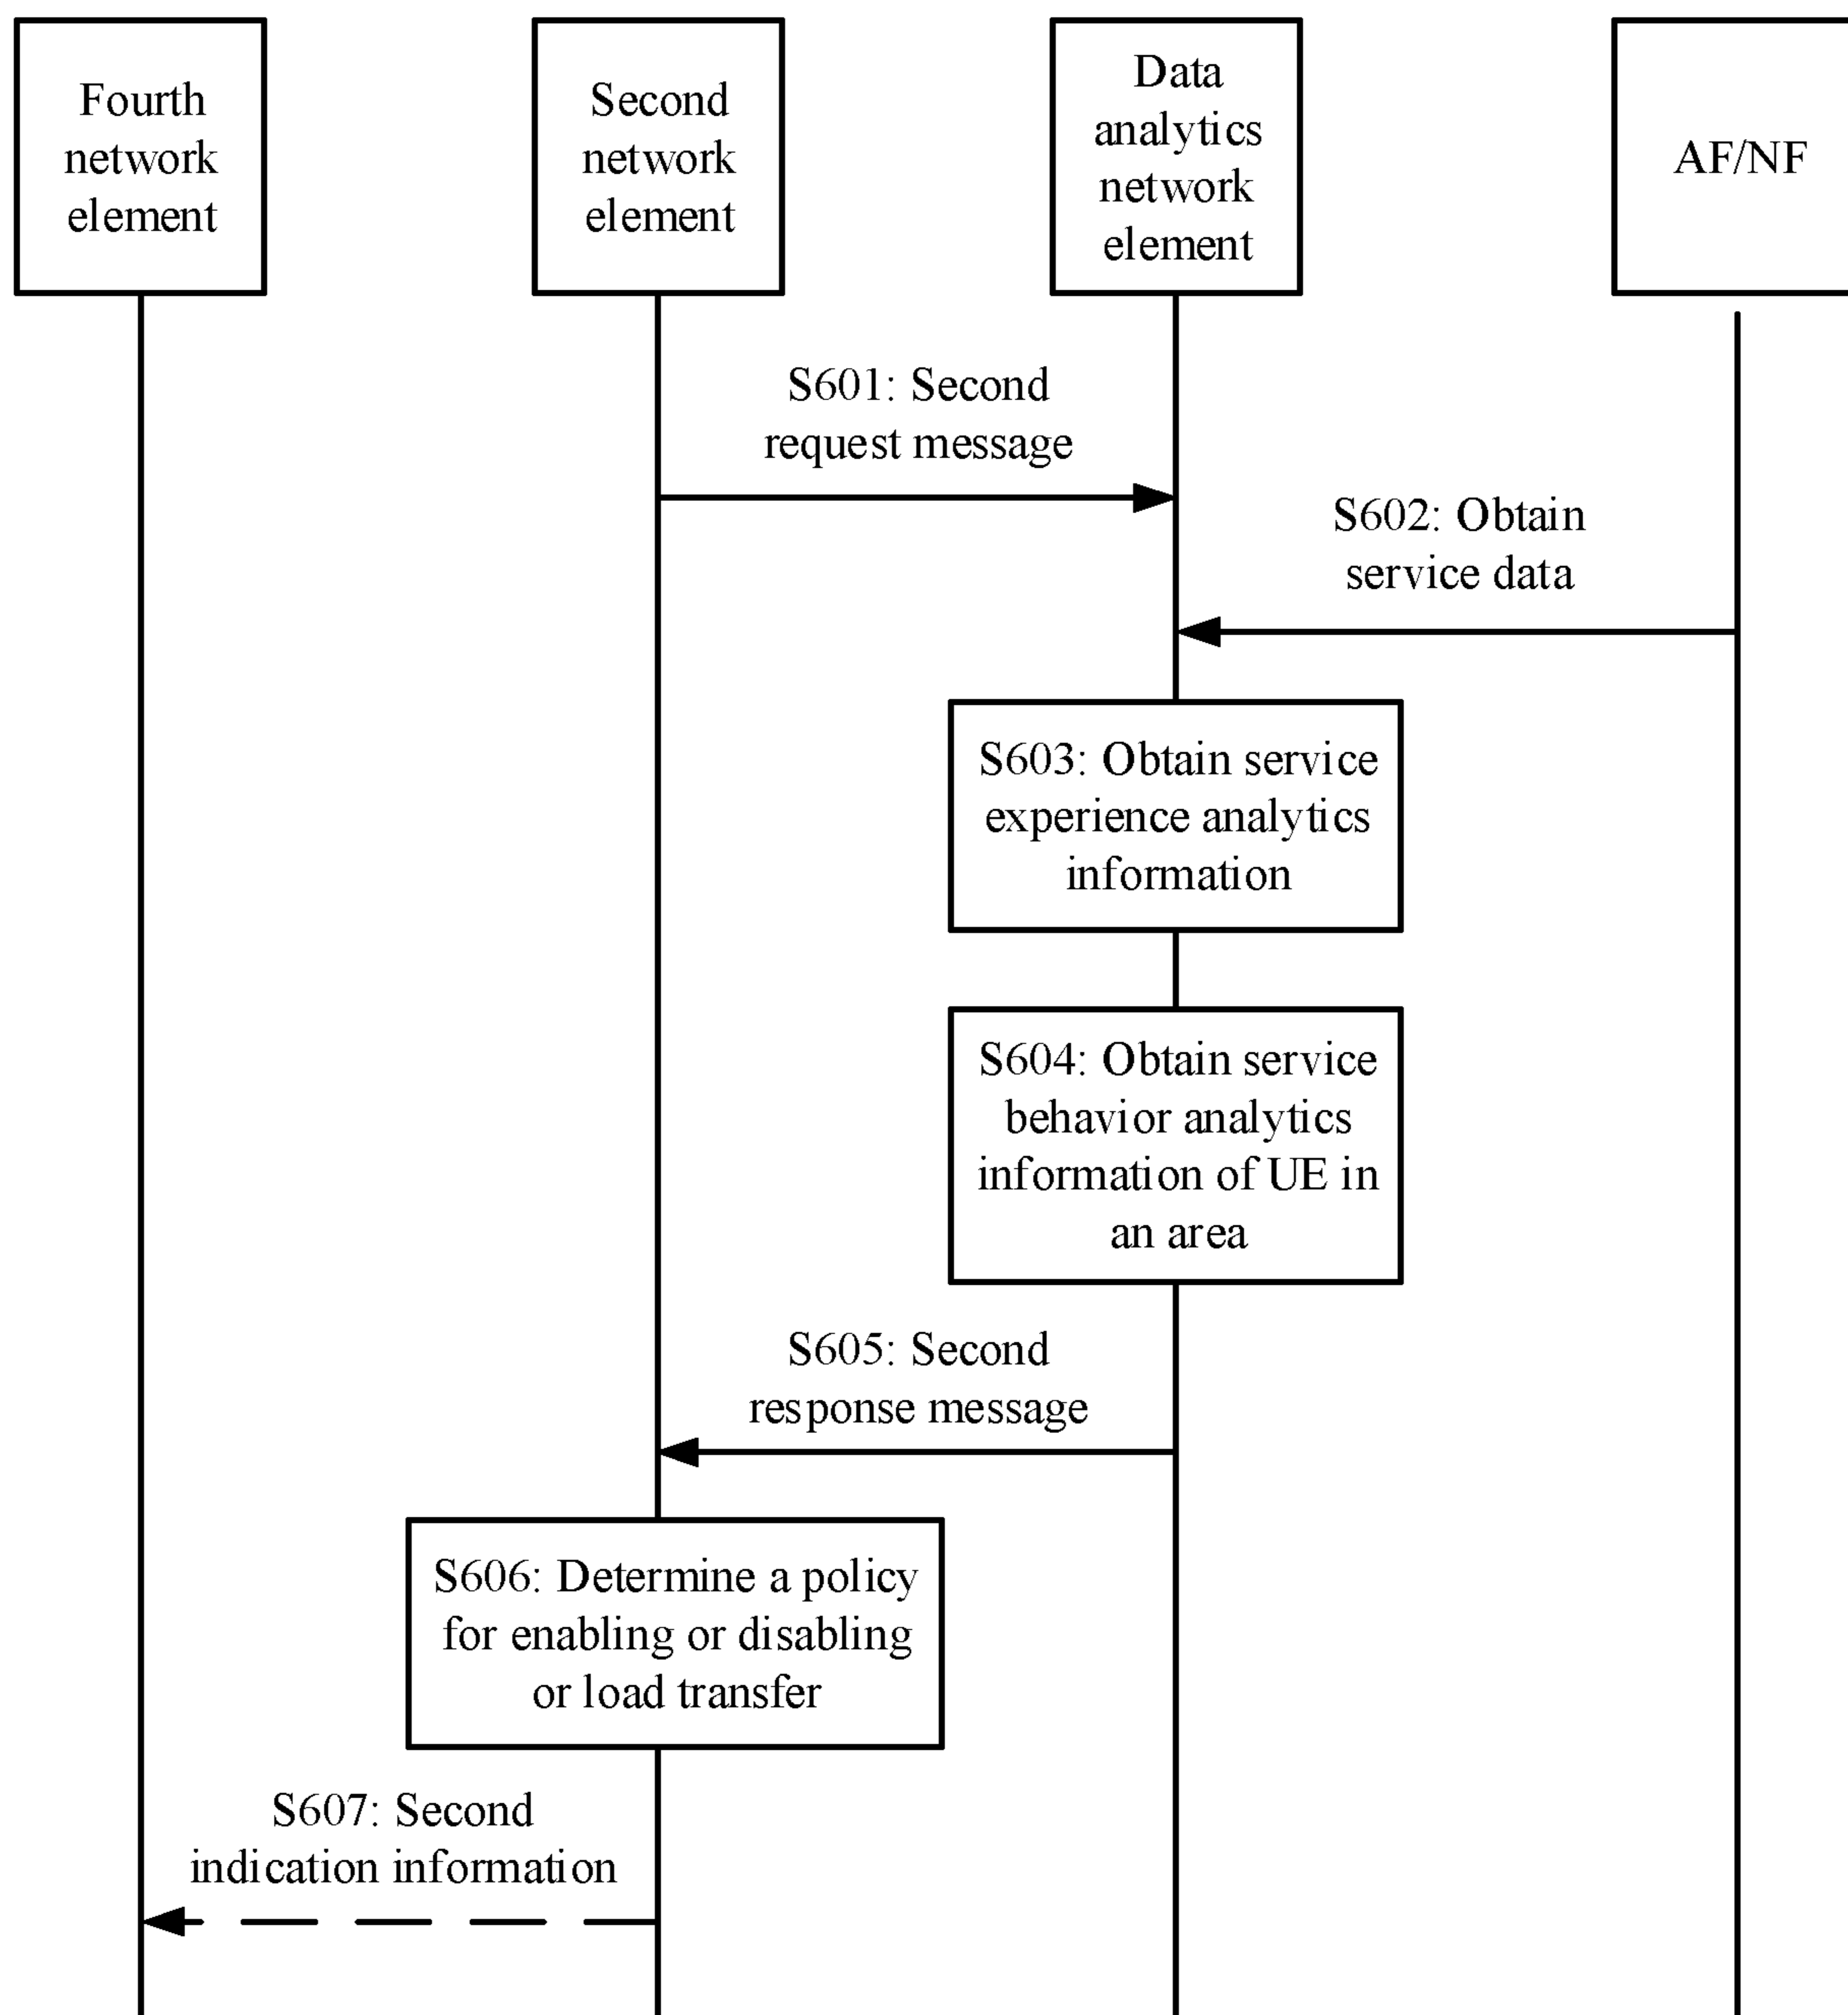 Fourth
network
element
Second
network
element
Data
analytics
network
element
AF/NF
S601: Second
request message
S602: Obtain
service data
S603: Obtain service
experience analytics
information
S604: Obtain service
behavior analytics
information of UE in
an area
S605: Second
response message
S606: Determine a policy
for enabling or disabling
or load transfer
S607: Second
indication information